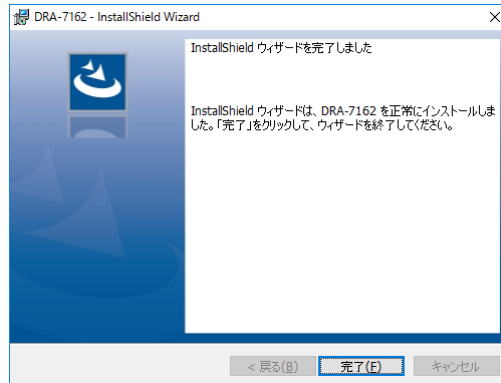 DRA-7162 - InstallShield Wizard
InstallShield ウィザードを完了しました
InstallShield ウィザードは、DRA-7162 を正常にインストールしま
した。「完了」をクリックして、ウィザードを終了してください。
< 戻る(B) 完了(F) キャンセル